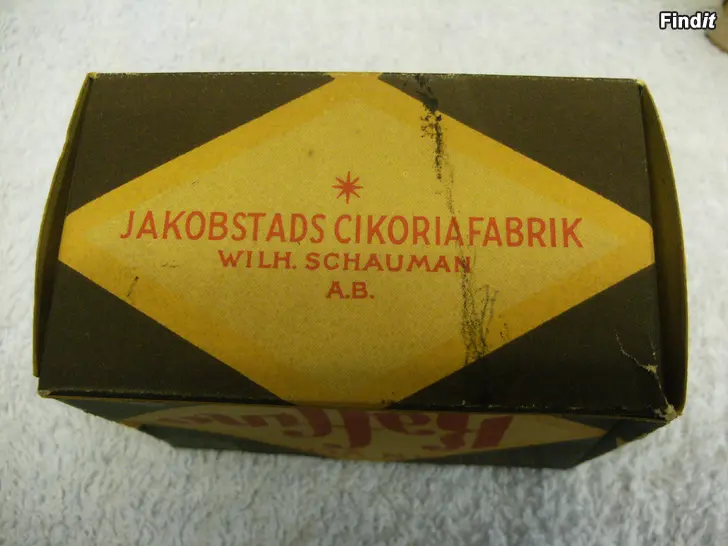 Findit
JAKOBSTADS CIKORIAFABRIK
WILH. SCHAUMAN
A.B.